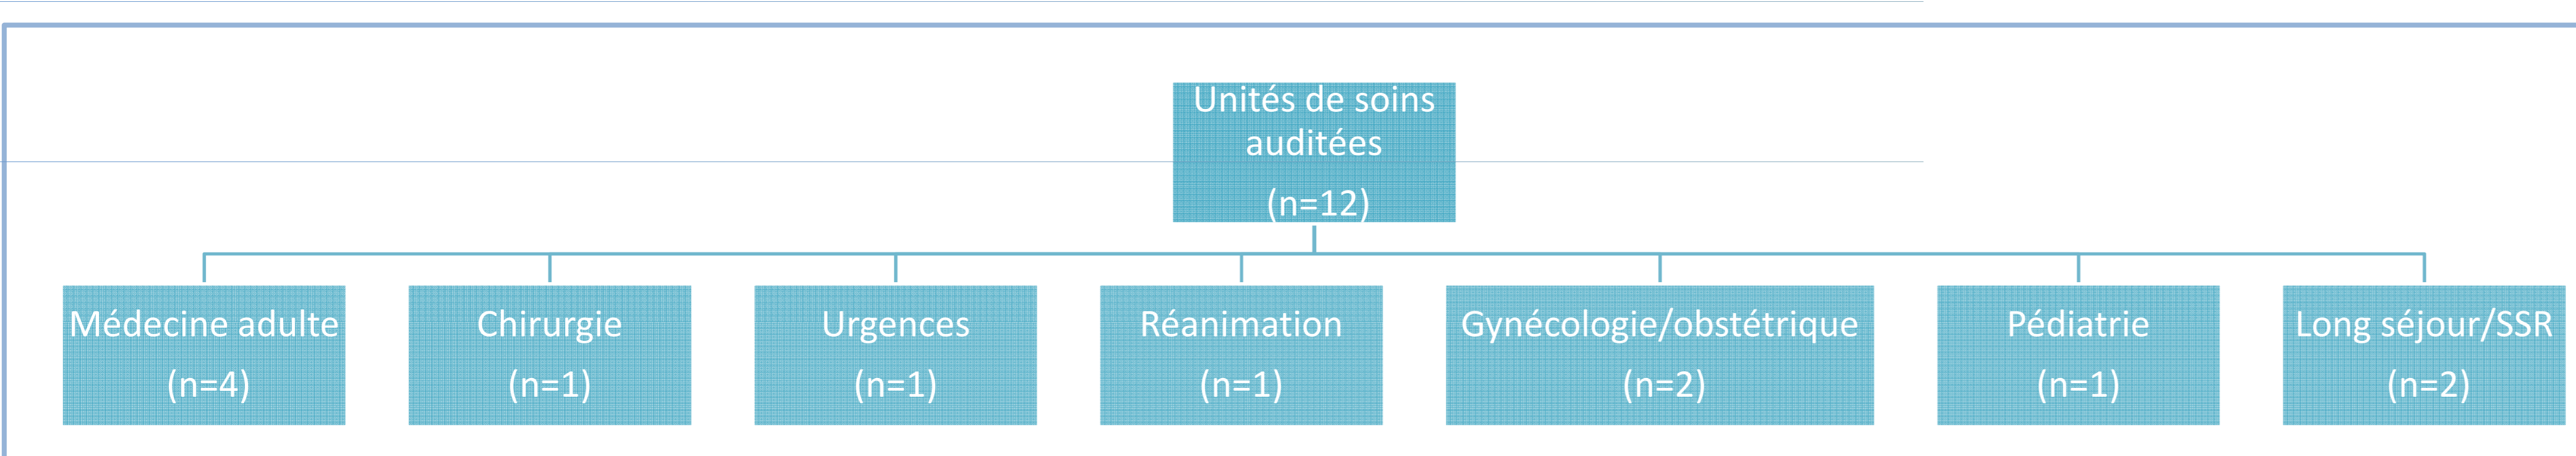 Unités de soins
auditées
(n=12)
Médecine adulte
(n=4)
Chirurgie
(n=1)
Urgences
(n=1)
Réanimation
(n=1)
Gynécologie/obstétrique
(n=2)
Pédiatrie
(n=1)
Long séjour/SSR
(n=2)